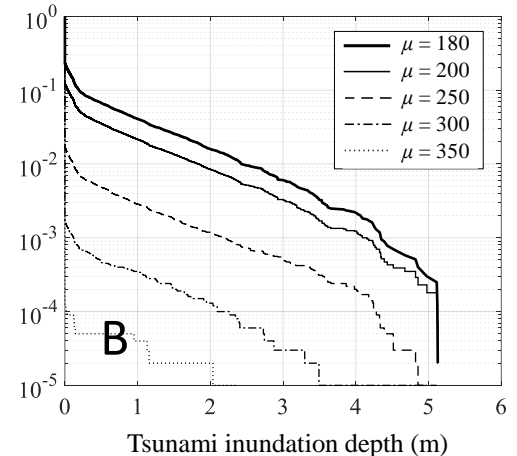 10^0
μ = 180
μ = 200
10^-1
μ = 250
μ = 300
μ = 350
10^-2
10^-3
10^-4
B
10^-5
0 1 2 3 4 5 6
Tsunami inundation depth (m)